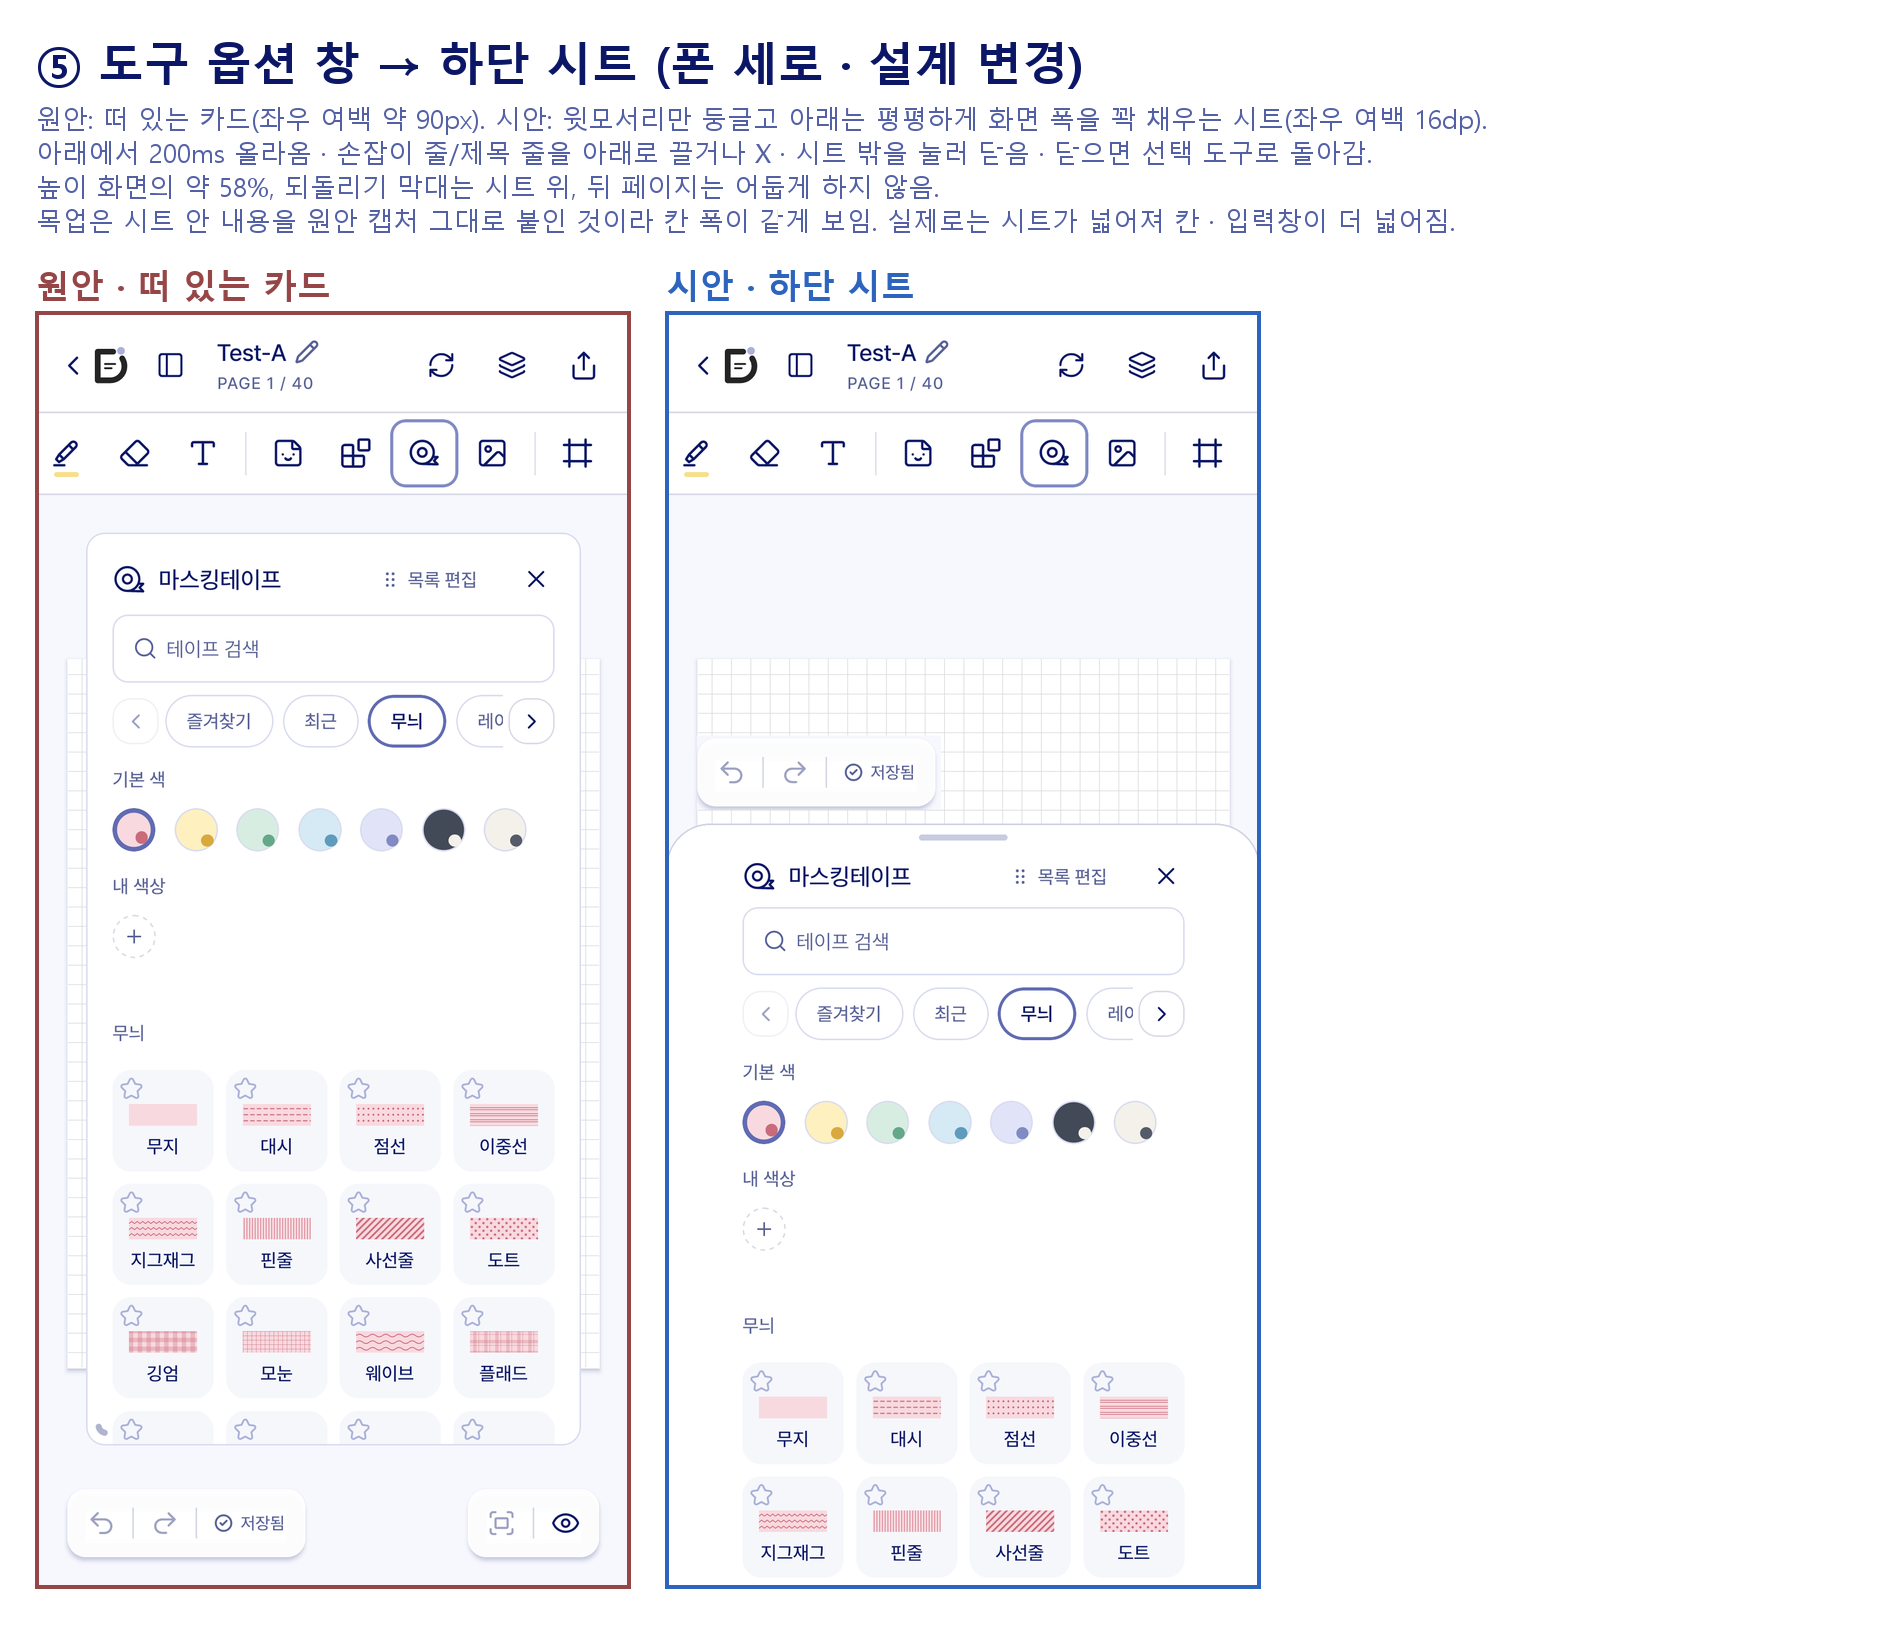 ⑤ 도구 옵션 창 → 하단 시트 (폰 세로 · 설계 변경)
원안: 떠 있는 카드(좌우 여백 약 90px). 시안: 윗모서리만 둥글고 아래는 평평하게 화면 폭을 꽉 채우는 시트(좌우 여백 16dp).
아래에서 200ms 올라옴 · 손잡이 줄/제목 줄을 아래로 끌거나 X · 시트 밖을 눌러 닫음 · 닫으면 선택 도구로 돌아감.
높이 화면의 약 58%, 되돌리기 막대는 시트 위, 뒤 페이지는 어둡게 하지 않음.
목업은 시트 안 내용을 원안 캡처 그대로 붙인 것이라 칸 폭이 같게 보임. 실제로는 시트가 넓어져 칸 · 입력창이 더 넓어짐.
원안 · 떠 있는 카드
Test-A
PAGE 1 / 40
마스킹테이프 목록 편집
테이프 검색
즐겨찾기 최근 무늬 레이
기본 색
내 색상
무늬
무지 대시 점선 이중선
지그재그 핀줄 사선줄 도트
깅엄 모눈 웨이브 플래드
저장됨
시안 · 하단 시트
Test-A
PAGE 1 / 40
저장됨
마스킹테이프 목록 편집
테이프 검색
즐겨찾기 최근 무늬 레이
기본 색
내 색상
무늬
무지 대시 점선 이중선
지그재그 핀줄 사선줄 도트